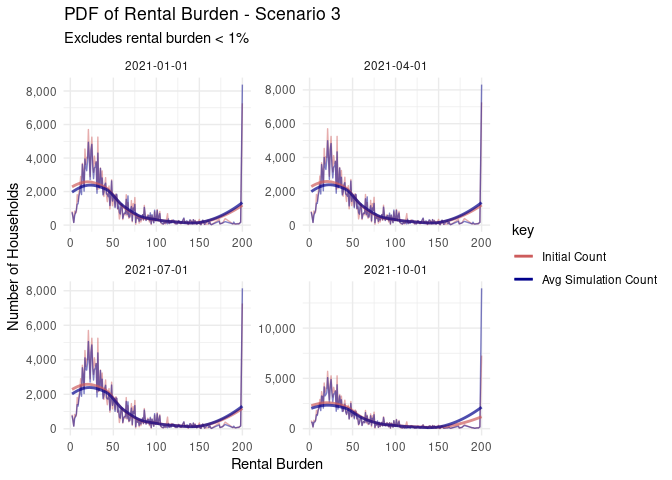 PDF of Rental Burden - Scenario 3
Excludes rental burden < 1%
2021-01-01
2021-04-01
8,000
6,000
4,000
2,000
0
8,000
6,000
4,000
2,000
0
0 50 100 150 200
0 50 100 150 200
Number of Households
key
Initial Count
Avg Simulation Count
2021-07-01
2021-10-01
8,000
6,000
4,000
2,000
0
10,000
5,000
0
0 50 100 150 200
0 50 100 150 200
Rental Burden